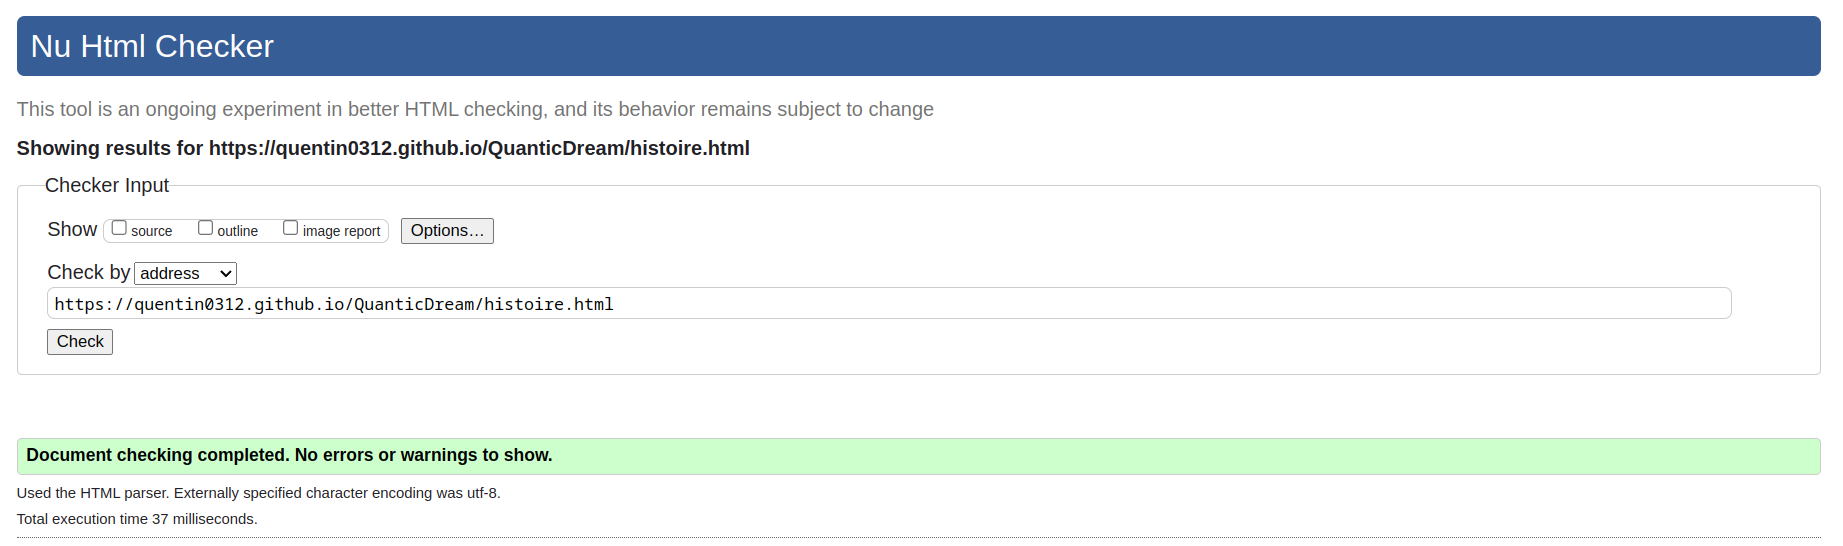 Nu Html Checker
This tool is an ongoing experiment in better HTML checking, and its behavior remains subject to change
Showing results for https://quentin0312.github.io/QuanticDream/histoire.html
Checker Input
Show source outline image report Options...
Check by address
https://quentin0312.github.io/QuanticDream/histoire.html
Check
Document checking completed. No errors or warnings to show.
Used the HTML parser. Externally specified character encoding was utf-8.
Total execution time 37 milliseconds.